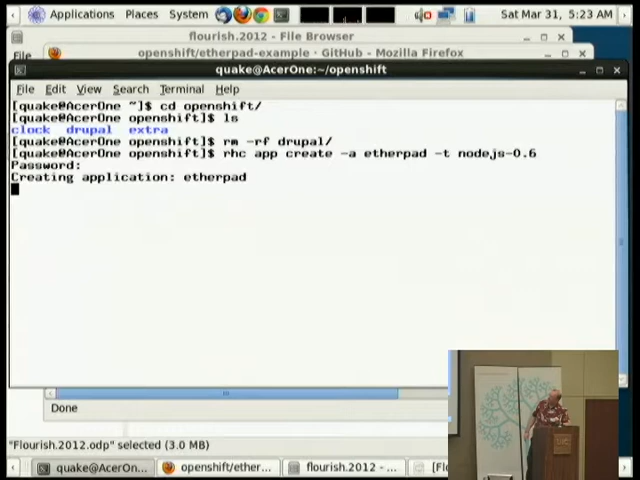 Applications Places System Sat Mar 31, 5:23 AM
flourish.2012 - File Browser
File openshift/etherpad-example · GitHub - Mozilla Firefox
quake@AcerOne:~/openshift
File Edit View Search Terminal Help
[quake@AcerOne ~]$ cd openshift/
[quake@AcerOne openshift]$ ls
clock drupal extra
[quake@AcerOne openshift]$ rm -rf drupal/
[quake@AcerOne openshift]$ rhc app create -a etherpad -t nodejs-0.6
Password:
Creating application: etherpad
Done
"Flourish.2012.odp" selected (3.0 MB)
quake@AcerOn... openshift/ether... flourish.2012 - ... [Fl